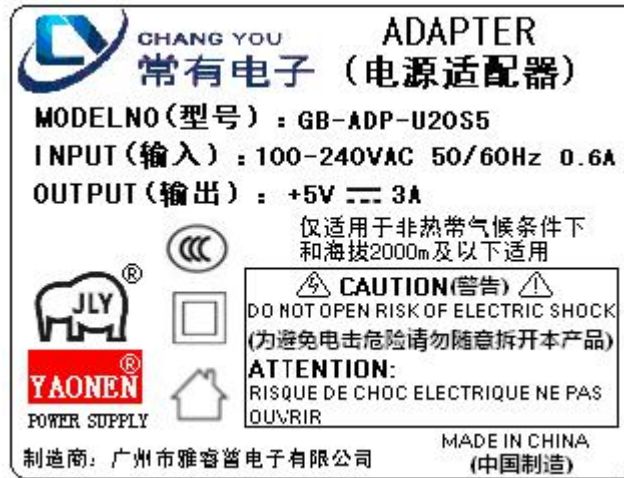 CHANG YOU
常有电子
ADAPTER
(电源适配器)
MODELNO(型号)：GB-ADP-U20S5
INPUT(输入)：100-240VAC 50/60Hz 0.6A
OUTPUT(输出)：+5V ⎓ 3A
仅适用于非热带气候条件下
和海拔2000m及以下适用
CCC
JLY®
YAONEN®
POWER SUPPLY
CAUTION(警告)
DO NOT OPEN RISK OF ELECTRIC SHOCK
(为避免电击危险请勿随意拆开本产品)
ATTENTION:
RISQUE DE CHOC ELECTRIQUE NE PAS
OUVRIR
制造商：广州市雅睿酱电子有限公司
MADE IN CHINA
(中国制造)